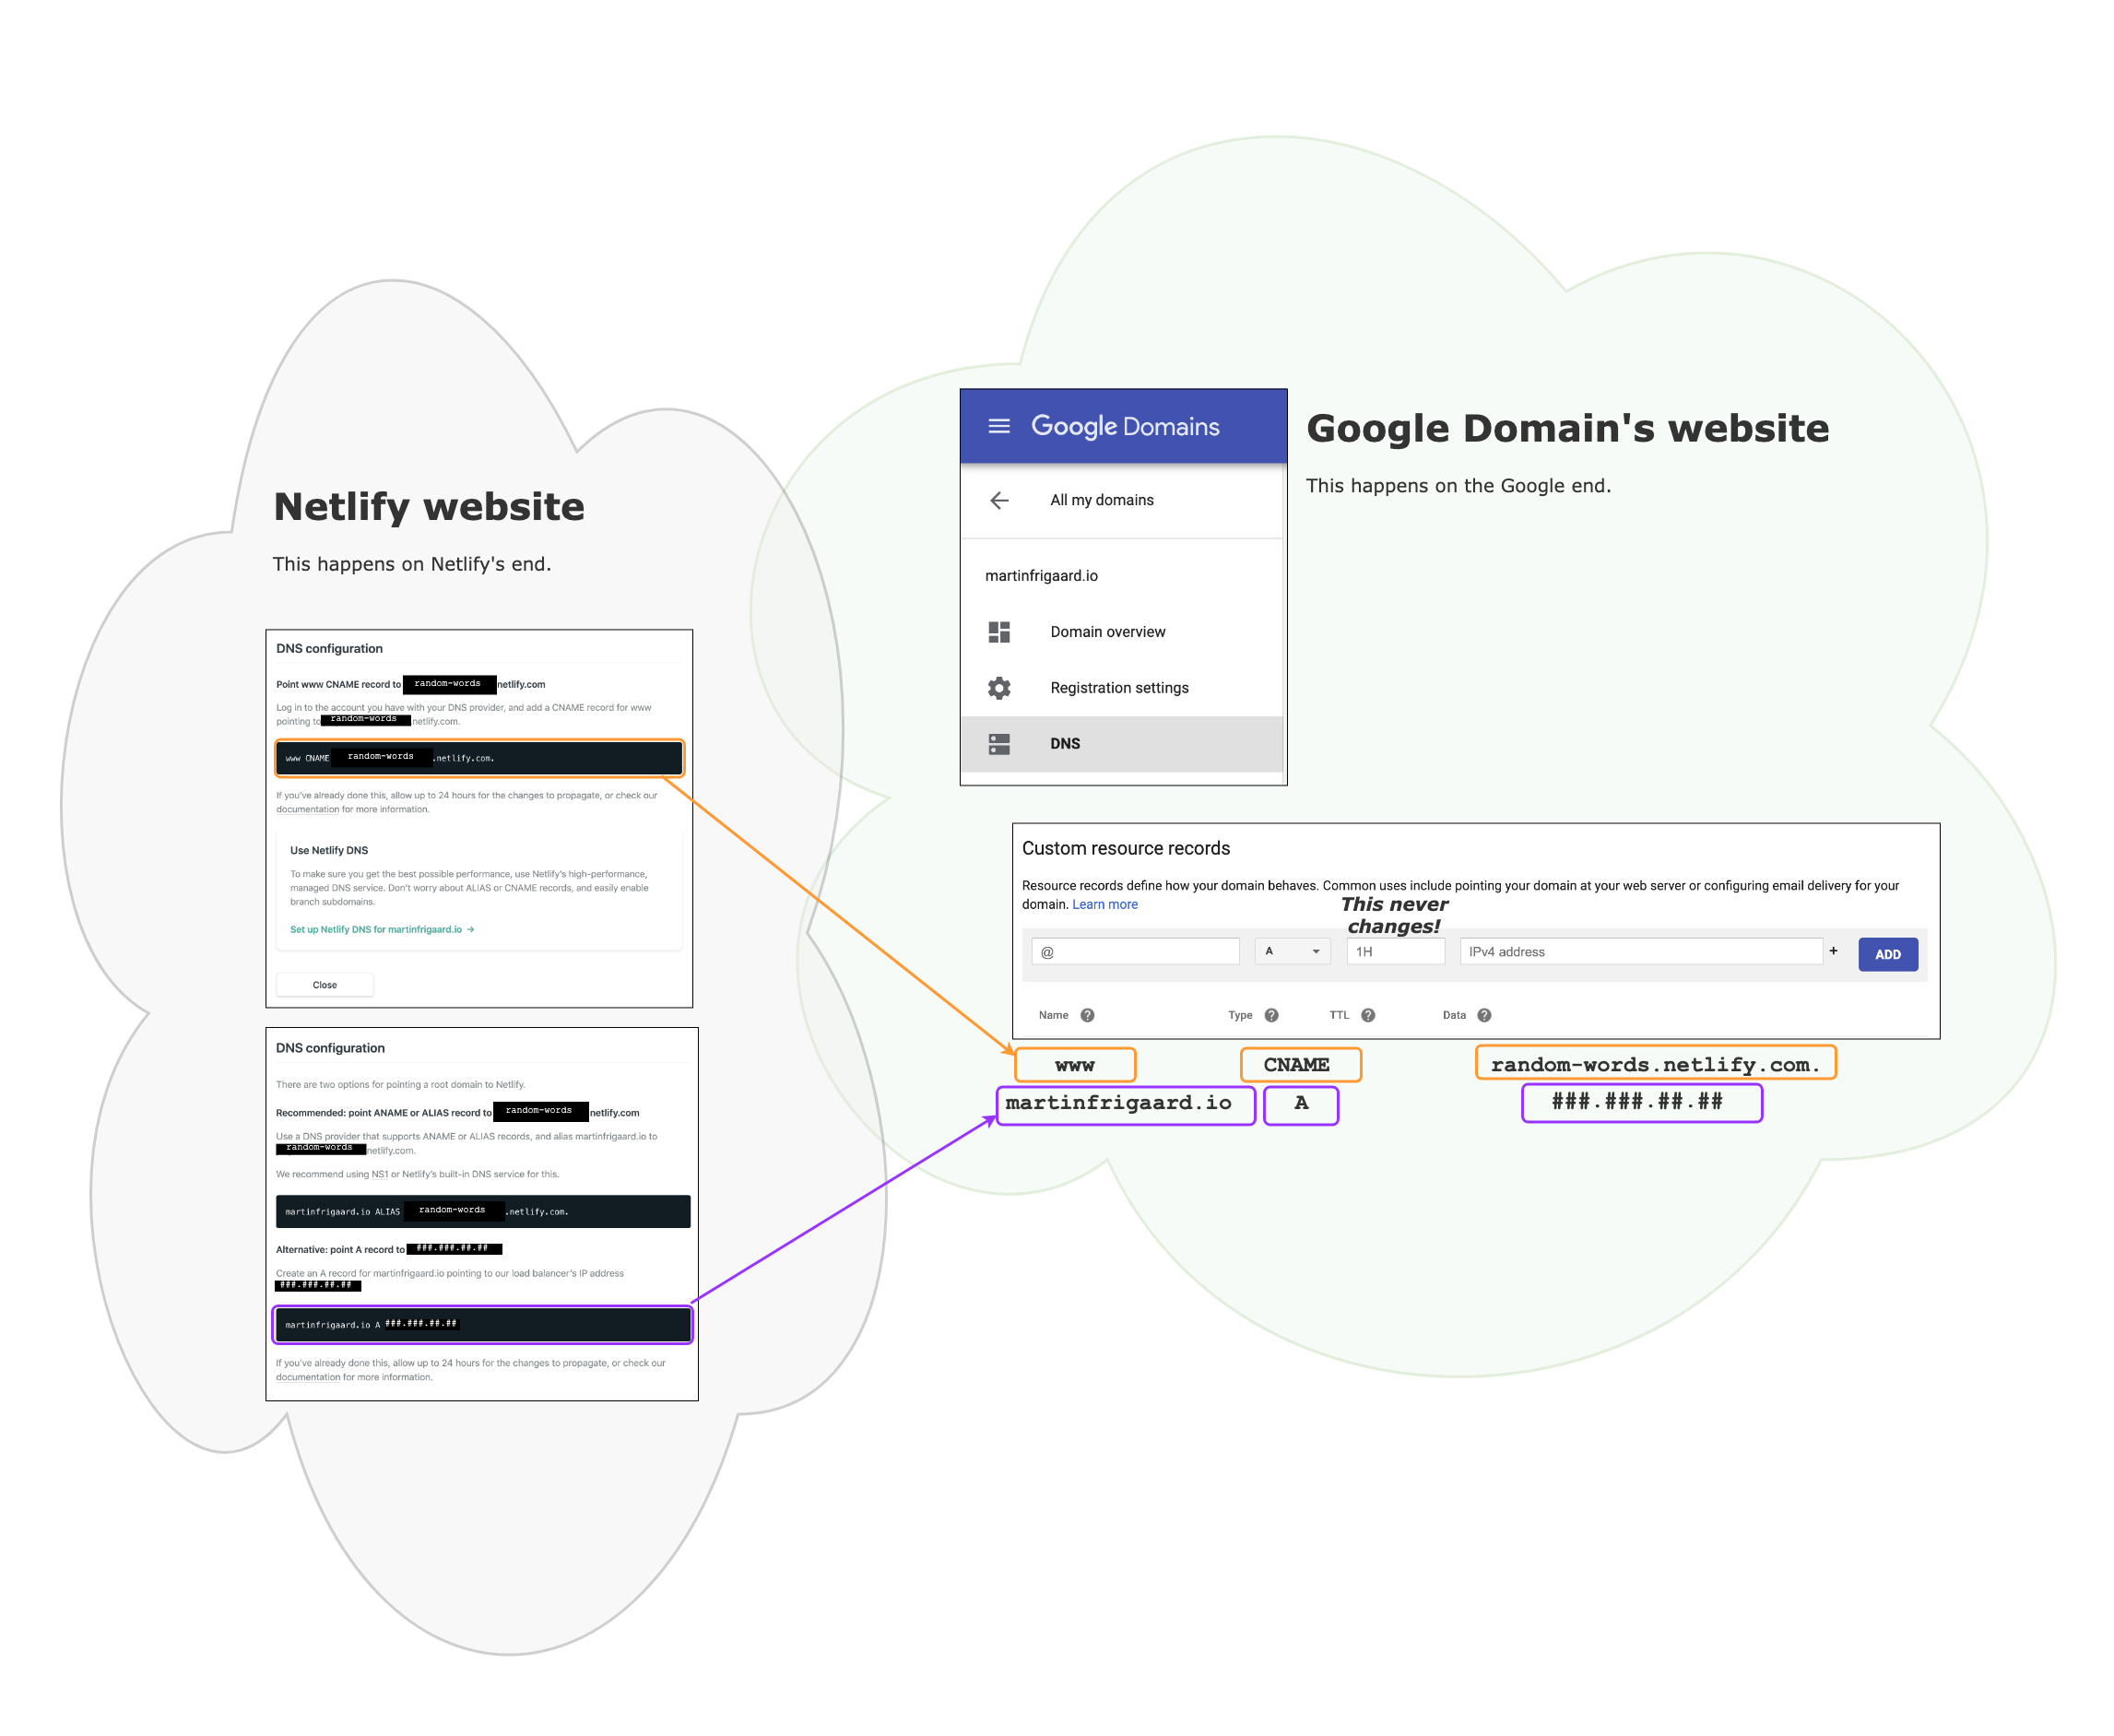 Netlify website
This happens on Netlify's end.
DNS configuration
Point www CNAME record to random-words netlify.com
Log in to the account you have with your DNS provider, and add a CNAME record for www
pointing to random-words netlify.com.
www CNAME random-words .netlify.com.
If you've already done this, allow up to 24 hours for the changes to propagate, or check our
documentation for more information.
Use Netlify DNS
To make sure you get the best possible performance, use Netlify's high-performance,
managed DNS service. Don't worry about ALIAS or CNAME records, and easily enable
branch subdomains.
Set up Netlify DNS for martinfrigaard.io →
Close
DNS configuration
There are two options for pointing a root domain to Netlify.
Recommended: point ANAME or ALIAS record to random-words netlify.com
Use a DNS provider that supports ANAME or ALIAS records, and alias martinfrigaard.io to
random-words netlify.com.
We recommend using NS1 or Netlify's built-in DNS service for this.
martinfrigaard.io ALIAS random-words .netlify.com.
Alternative: point A record to ###.###.##.##
Create an A record for martinfrigaard.io pointing to our load balancer's IP address
###.###.##.##
martinfrigaard.io A ###.###.##.##
If you've already done this, allow up to 24 hours for the changes to propagate, or check our
documentation for more information.
Google Domains
All my domains
martinfrigaard.io
Domain overview
Registration settings
DNS
Google Domain's website
This happens on the Google end.
Custom resource records
Resource records define how your domain behaves. Common uses include pointing your domain at your web server or configuring email delivery for your
domain. Learn more
This never
changes!
@ A 1H IPv4 address + ADD
Name ? Type ? TTL ? Data ?
www CNAME random-words.netlify.com.
martinfrigaard.io A ###.###.##.##